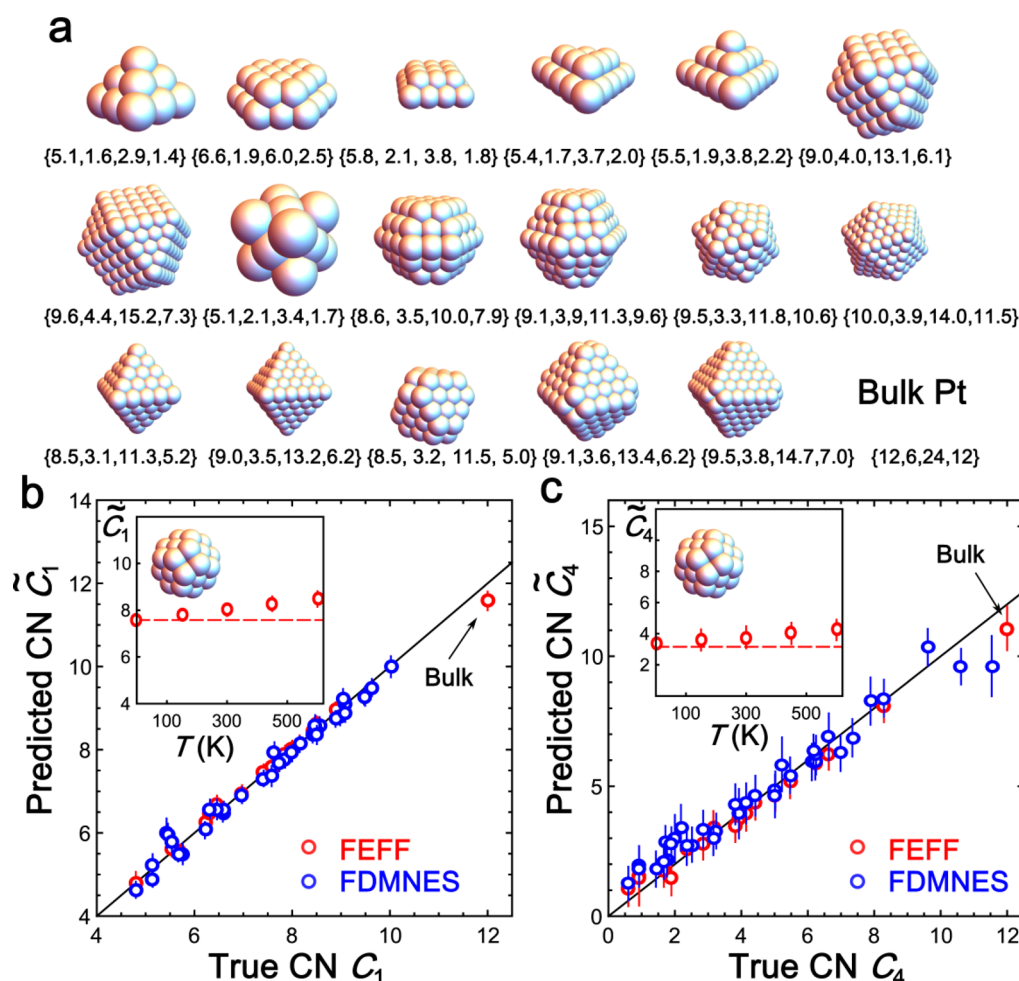 a
{5.1,1.6,2.9,1.4} {6.6,1.9,6.0,2.5} {5.8, 2.1, 3.8, 1.8} {5.4,1.7,3.7,2.0} {5.5,1.9,3.8,2.2} {9.0,4.0,13.1,6.1}
{9.6,4.4,15.2,7.3} {5.1,2.1,3.4,1.7} {8.6, 3.5,10.0,7.9} {9.1,3,9,11.3,9.6} {9.5,3.3,11.8,10.6} {10.0,3.9,14.0,11.5}
Bulk Pt
{8.5,3.1,11.3,5.2} {9.0,3.5,13.2,6.2} {8.5, 3.2, 11.5, 5.0} {9.1,3.6,13.4,6.2} {9.5,3.8,14.7,7.0} {12,6,24,12}
b
14
13
12
11
10
9
8
7
6
5
4
4 5 6 7 8 9 10 11 12
Predicted CN C̃₁
True CN C₁
C̃₁
10
8
6
4
100 300 500
T (K)
Bulk
FEFF
FDMNES
c
15
10
5
0
0 2 4 6 8 10 12
Predicted CN C̃₄
True CN C₄
C̃₄
8
6
4
2
100 300 500
T (K)
Bulk
FEFF
FDMNES